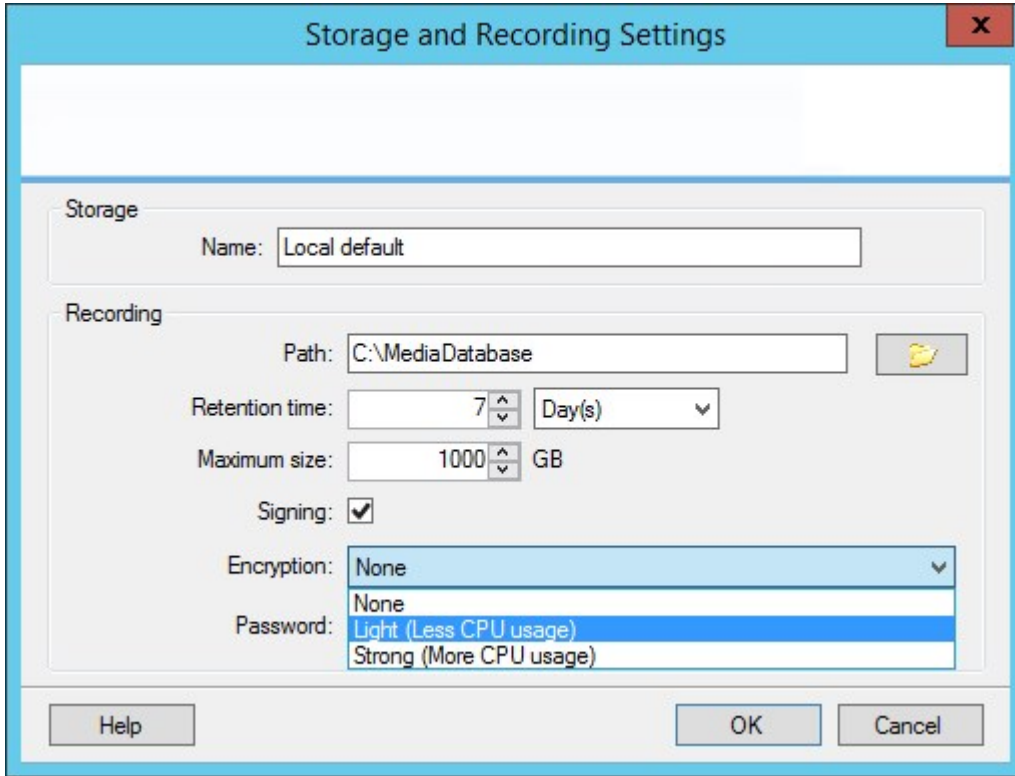 Storage and Recording Settings
x
Storage
Name: Local default
Recording
Path: C:\MediaDatabase
Retention time: 7 Day(s)
Maximum size: 1000 GB
Signing:
Encryption: None
None
Password: Light (Less CPU usage)
Strong (More CPU usage)
Help OK Cancel